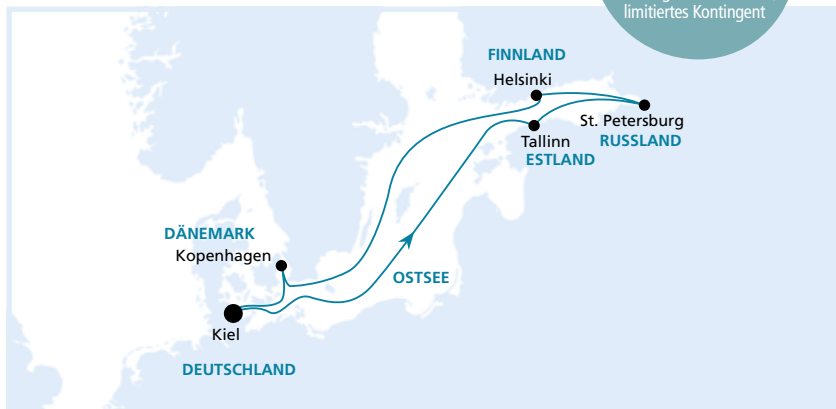 limitiertes Kontingent
FINNLAND
Helsinki
St. Petersburg
RUSSLAND
Tallinn
ESTLAND
DÄNEMARK
Kopenhagen
OSTSEE
Kiel
DEUTSCHLAND